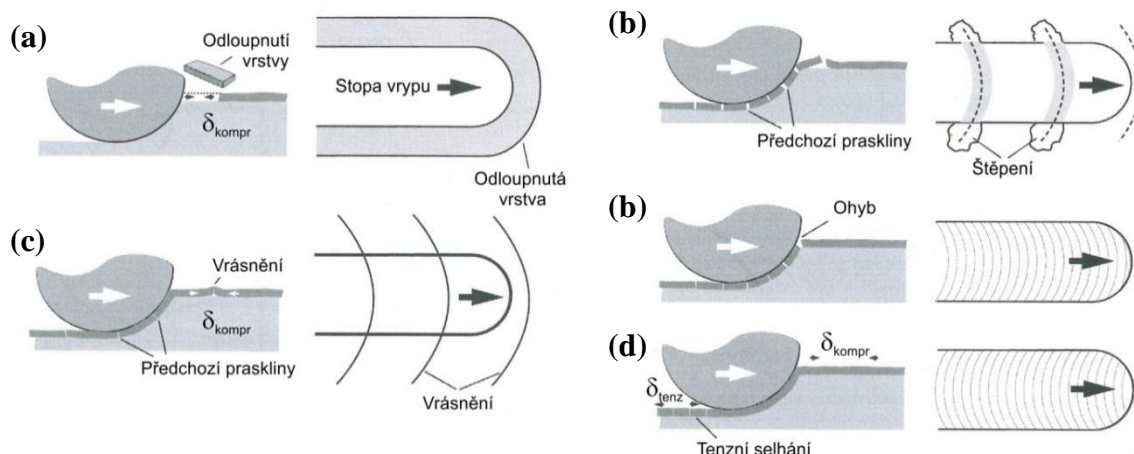 (a)
Odloupnutí
vrstvy
δkompr
Stopa vrypu
Odloupnutá
vrstva
(b)
Předchozí praskliny
Štěpení
(c)
Vrásnění
δkompr
Předchozí praskliny
Vrásnění
(b)
Ohyb
(d)
δkompr
δtenz
Tenzní selhání